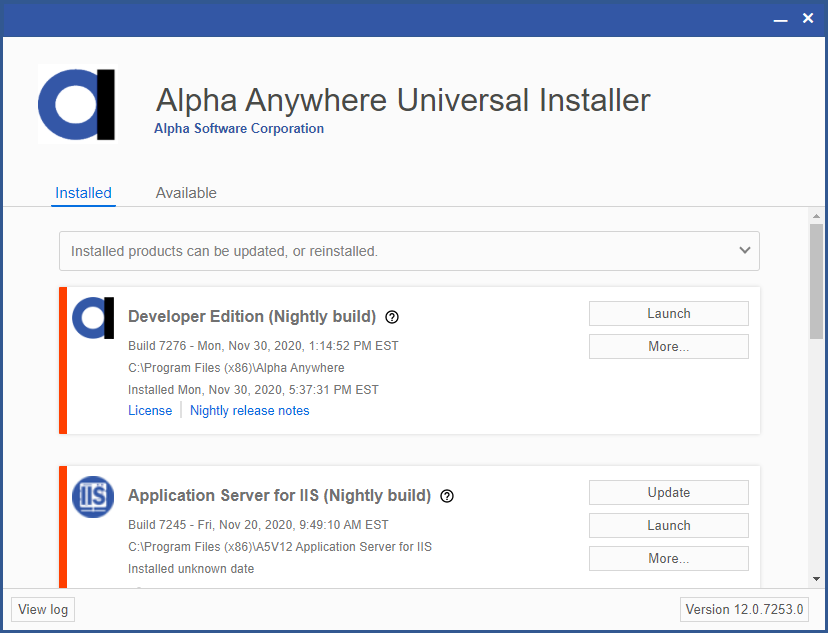 Alpha Anywhere Universal Installer
Alpha Software Corporation
Installed Available
Installed products can be updated, or reinstalled.
Developer Edition (Nightly build)
Launch
Build 7276 - Mon, Nov 30, 2020, 1:14:52 PM EST
More...
C:\Program Files (x86)\Alpha Anywhere
Installed Mon, Nov 30, 2020, 5:37:31 PM EST
License Nightly release notes
IIS
Application Server for IIS (Nightly build)
Update
Build 7245 - Fri, Nov 20, 2020, 9:49:10 AM EST
Launch
C:\Program Files (x86)\A5V12 Application Server for IIS
More...
Installed unknown date
View log
Version 12.0.7253.0